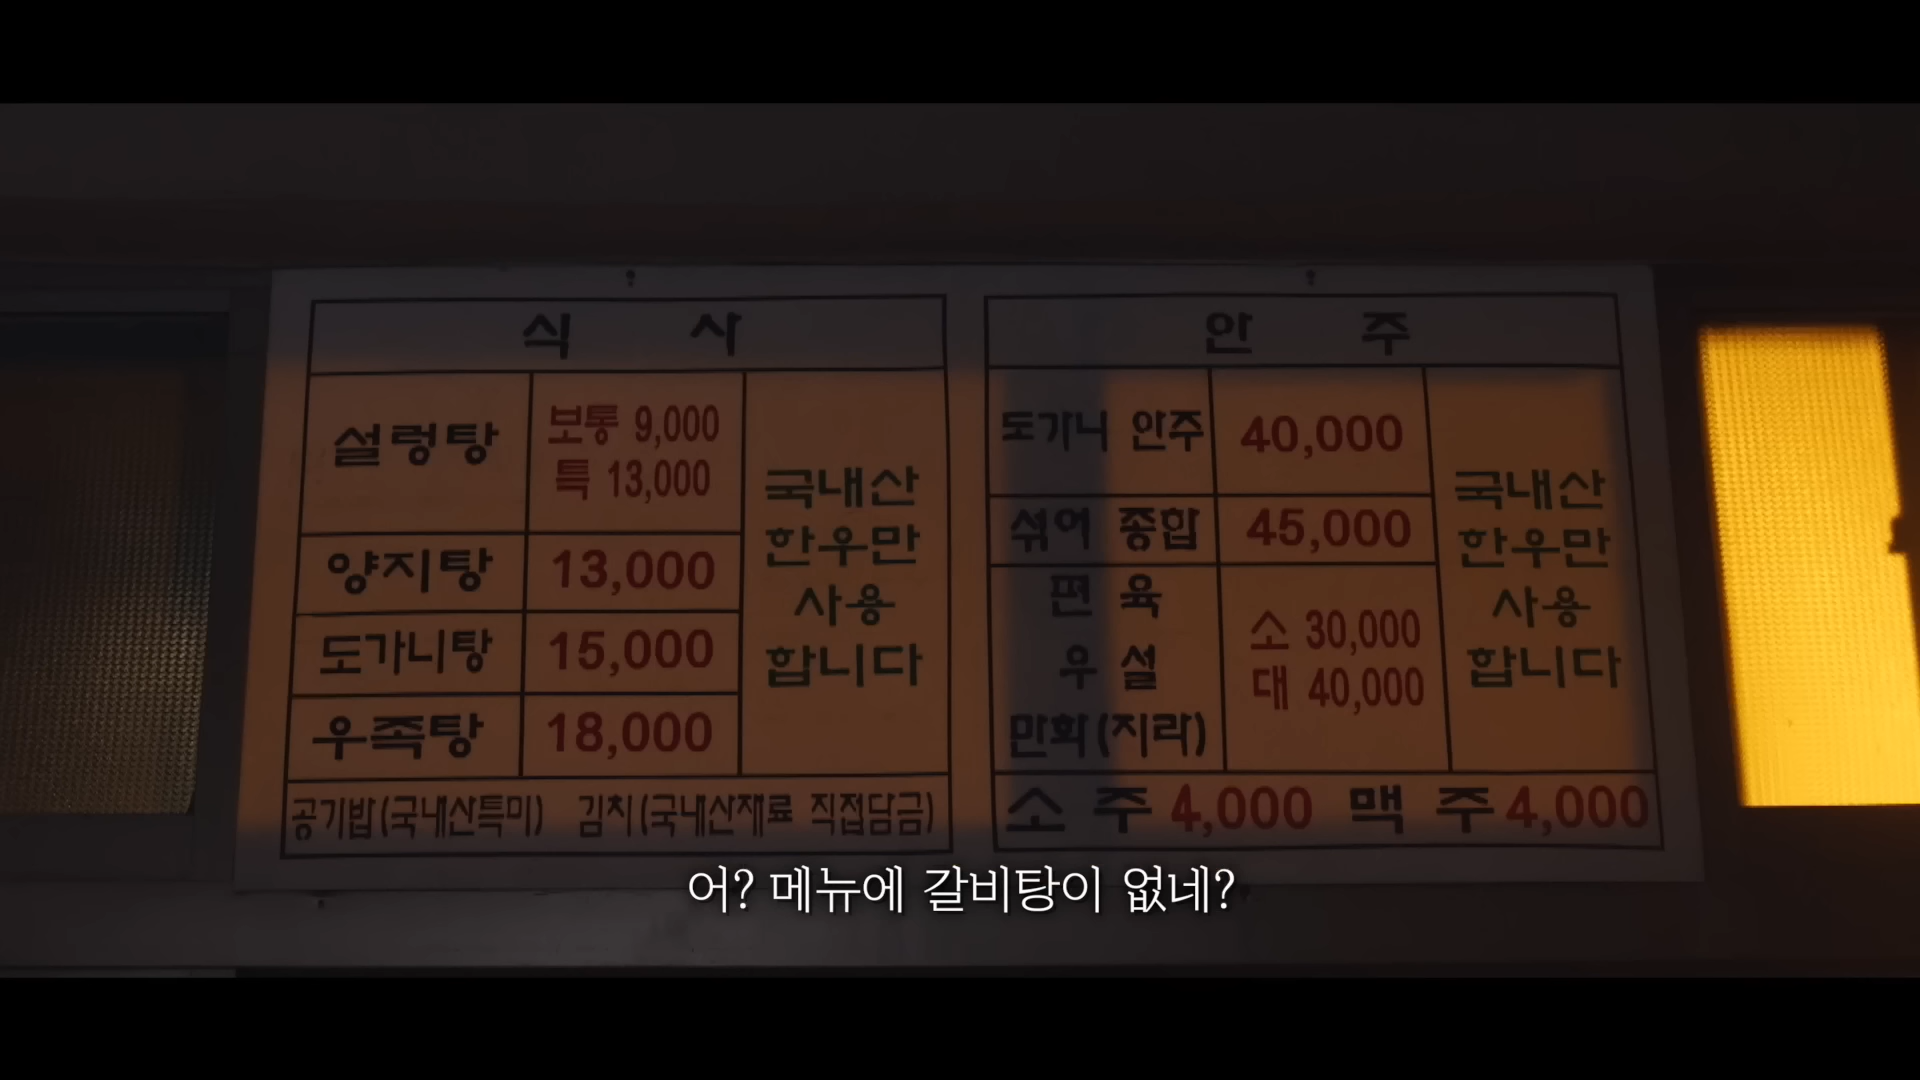 식 사
설렁탕
보통 9,000
특 13,000
양지탕 13,000
도가니탕 15,000
우족탕 18,000
국내산
한우만
사용
합니다
공기밥(국내산특미) 김치(국내산재료 직접담금)
안 주
도가니 안주 40,000
섞어 종합 45,000
편 육
우 설
만화(지라)
소 30,000
대 40,000
국내산
한우만
사용
합니다
소 주 4,000 맥 주 4,000
어? 메뉴에 갈비탕이 없네?